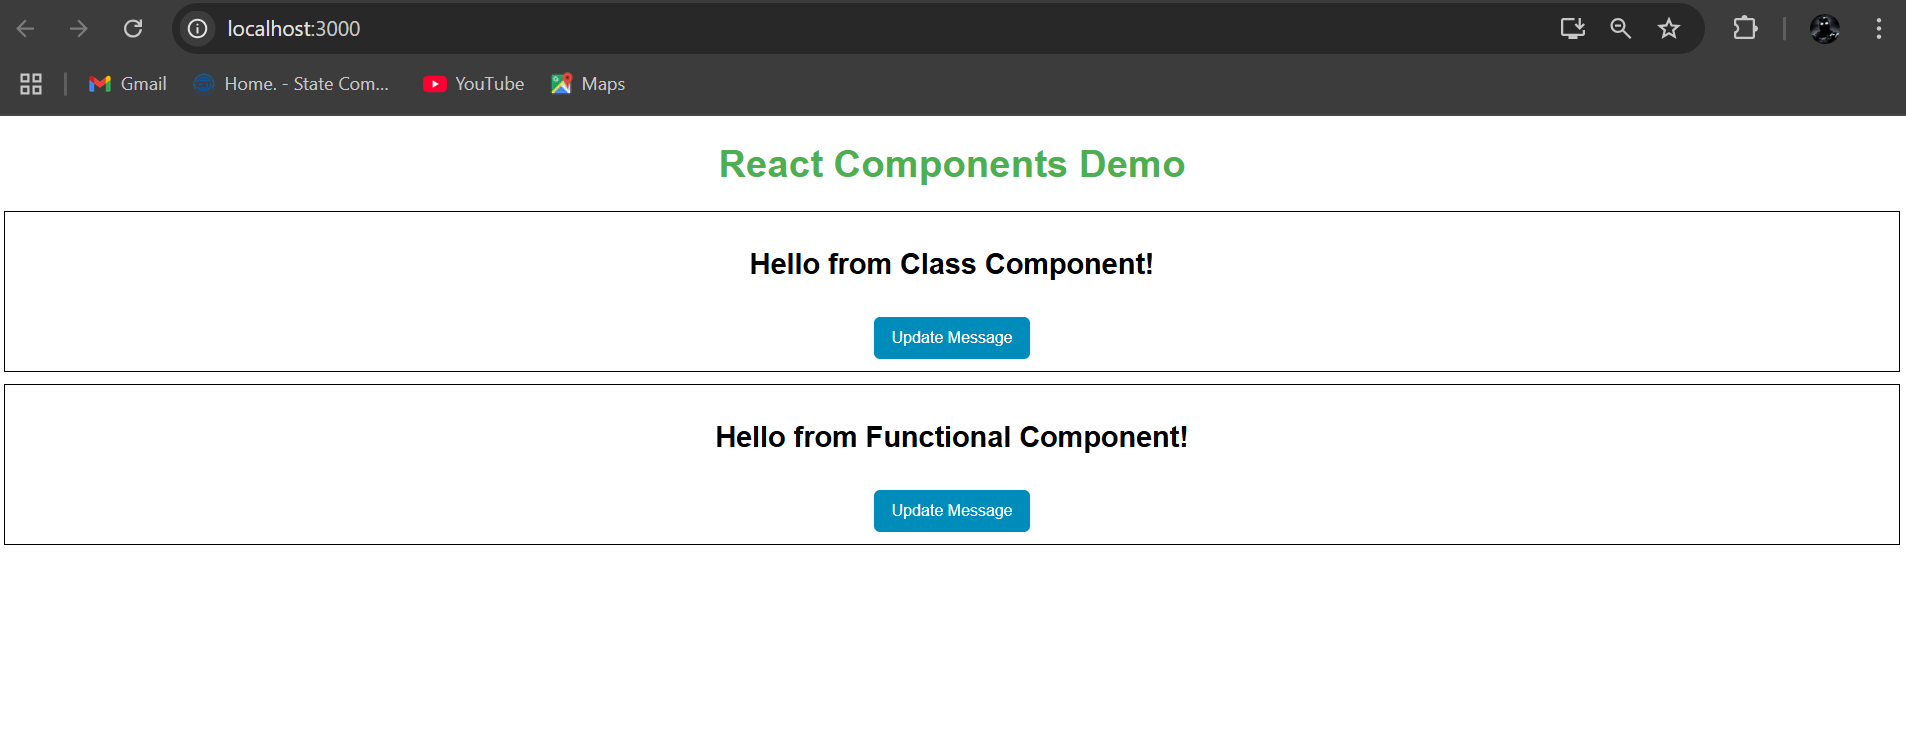 localhost:3000
Gmail Home. - State Com... YouTube Maps
React Components Demo
Hello from Class Component!
Update Message
Hello from Functional Component!
Update Message